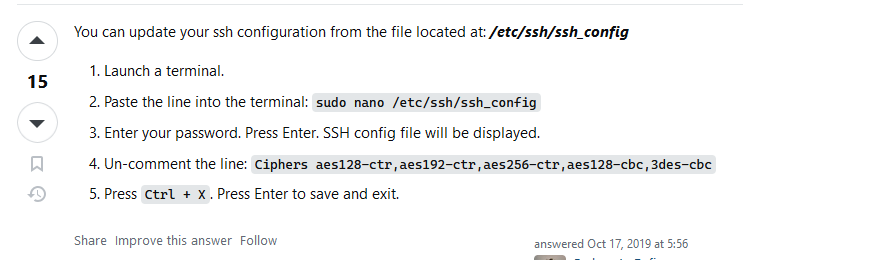 You can update your ssh configuration from the file located at: /etc/ssh/ssh_config
1. Launch a terminal.
15
2. Paste the line into the terminal: sudo nano /etc/ssh/ssh_config
3. Enter your password. Press Enter. SSH config file will be displayed.
4. Un-comment the line: Ciphers aes128-ctr,aes192-ctr,aes256-ctr,aes128-cbc,3des-cbc
5. Press Ctrl + X. Press Enter to save and exit.
Share Improve this answer Follow
answered Oct 17, 2019 at 5:56